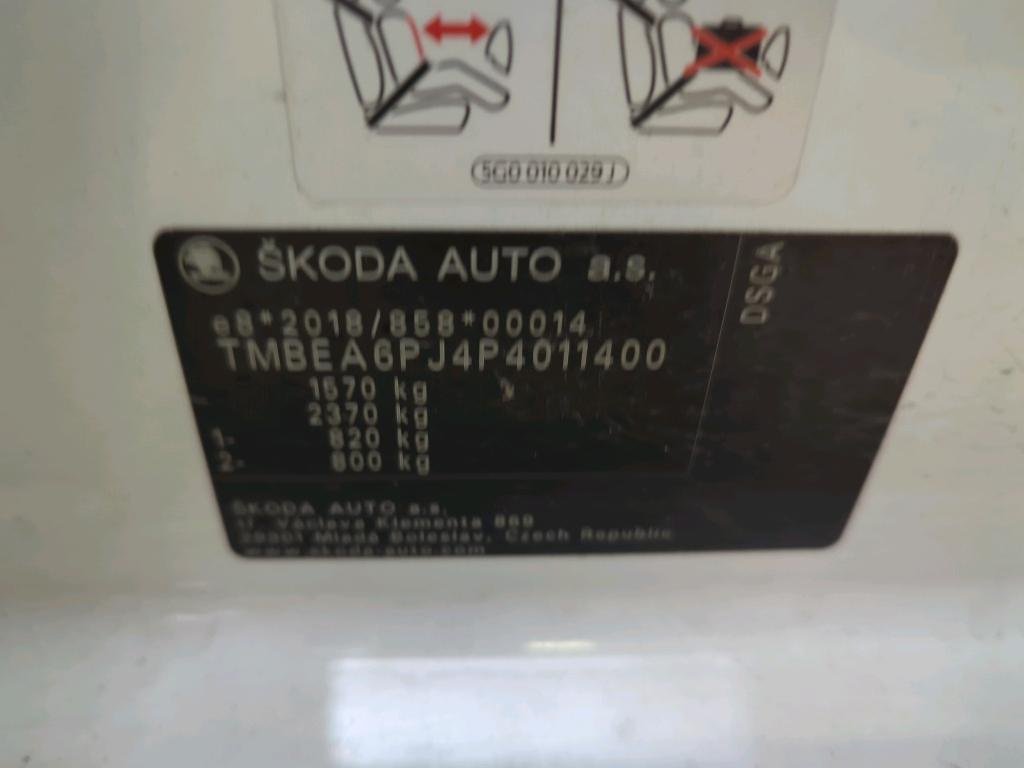 5G0 010 029 J
ŠKODA AUTO a.s.
DSGA
e8*2018/858*00014
TMBEA6PJ4P4011400
1570 kg
2370 kg
1- 820 kg
2- 800 kg
ŠKODA AUTO a.s.
tř. Václava Klementa 869
29301 Mladá Boleslav, Czech Republic
www.skoda-auto.com